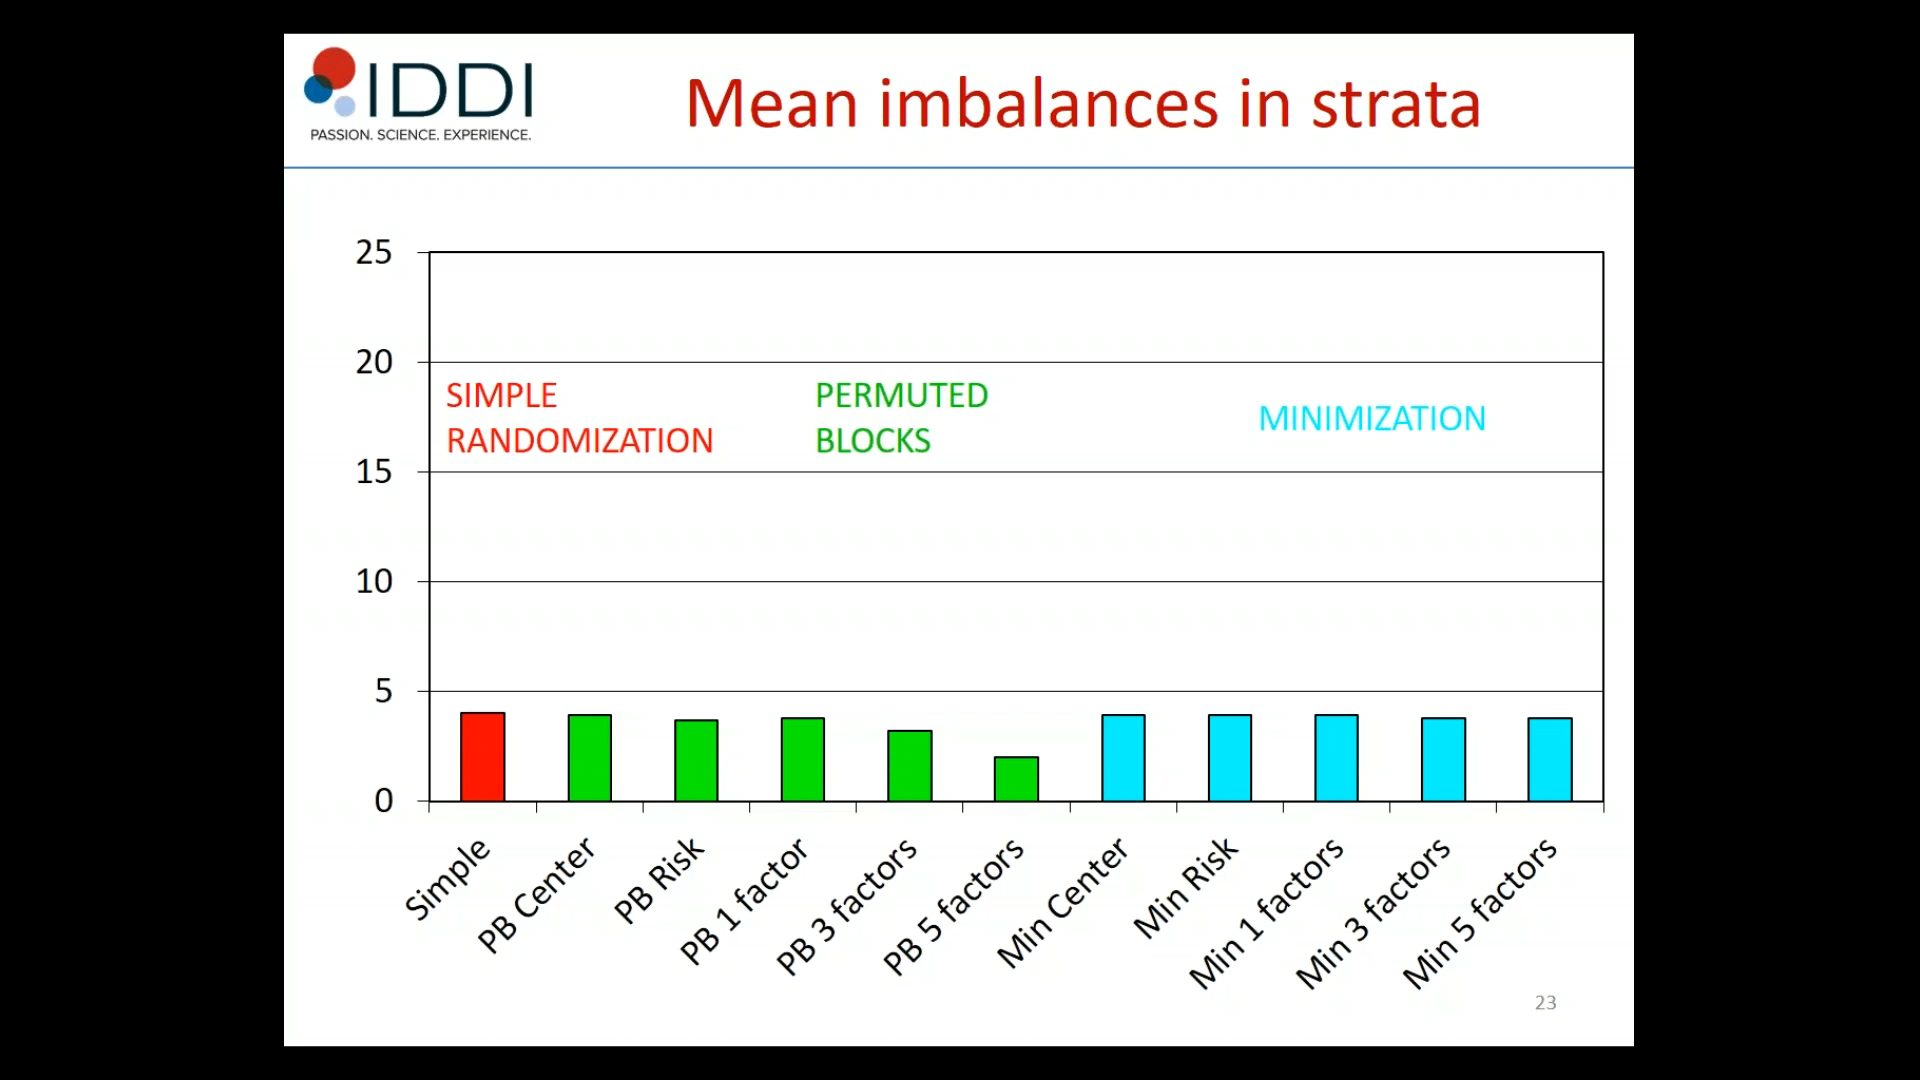 IDDI
PASSION. SCIENCE. EXPERIENCE.
Mean imbalances in strata
25
20
15
10
5
0
SIMPLE
RANDOMIZATION
PERMUTED
BLOCKS
MINIMIZATION
Simple
PB Center
PB Risk
PB 1 factor
PB 3 factors
PB 5 factors
Min Center
Min Risk
Min 1 factors
Min 3 factors
Min 5 factors
23